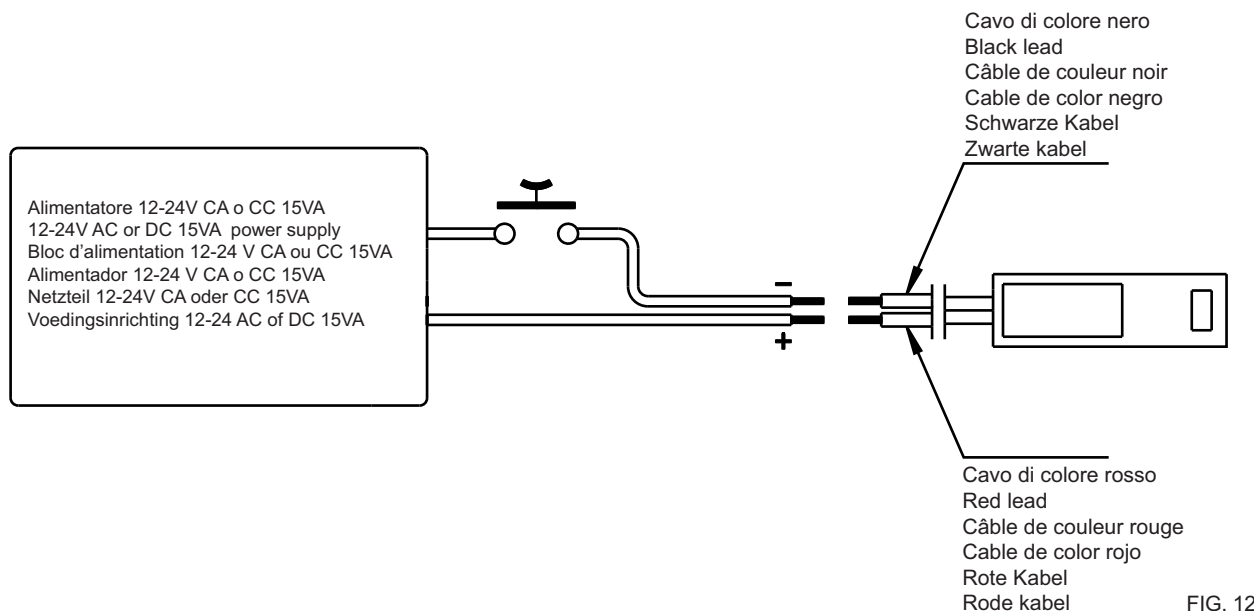 Cavo di colore nero
Black lead
Câble de couleur noir
Cable de color negro
Schwarze Kabel
Zwarte kabel
Alimentatore 12-24V CA o CC 15VA
12-24V AC or DC 15VA power supply
Bloc d'alimentation 12-24 V CA ou CC 15VA
Alimentador 12-24 V CA o CC 15VA
Netzteil 12-24V CA oder CC 15VA
Voedingsinrichting 12-24 AC of DC 15VA
-
+
Cavo di colore rosso
Red lead
Câble de couleur rouge
Cable de color rojo
Rote Kabel
Rode kabel
FIG. 12